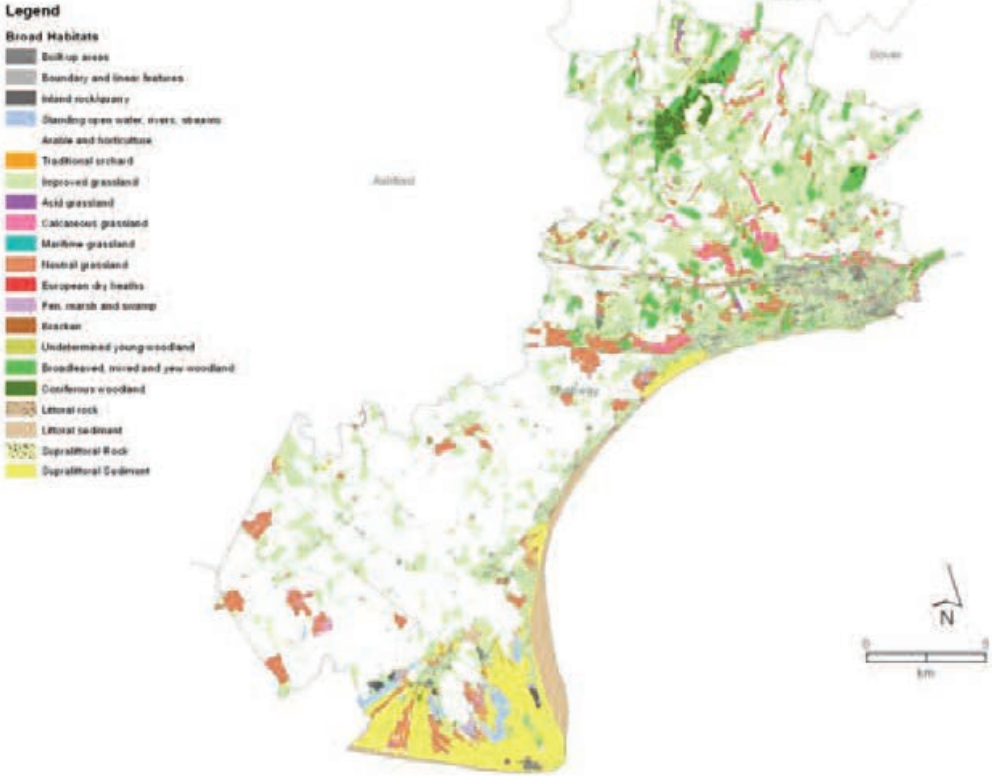 Legend
Broad Habitats
Built-up areas
Boundary and linear features
Inland rock/quarry
Standing open water, rivers, streams
Arable and horticulture
Traditional orchard
Improved grassland
Acid grassland
Calcareous grassland
Maritime grassland
Neutral grassland
European dry heaths
Fen, marsh and swamp
Bracken
Undetermined young woodland
Broadleaved, mixed and yew woodland
Coniferous woodland
Littoral rock
Littoral sediment
Supralittoral Rock
Supralittoral Sediment
Dover
Ashford
N
km